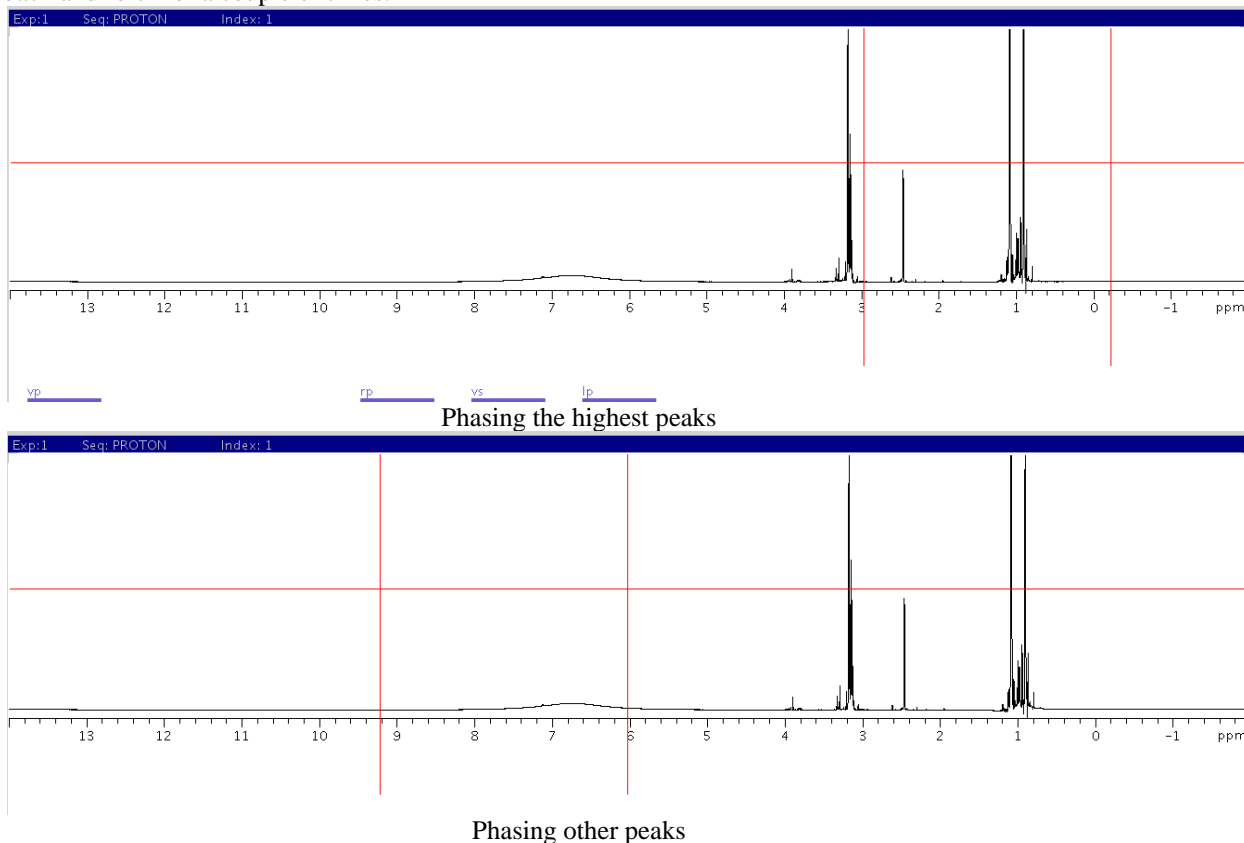 Exp:1 Seq: PROTON Index: 1
13 12 11 10 9 8 7 6 5 4 3 2 1 0 -1 ppm
vp rp vs lp
Phasing the highest peaks
Exp:1 Seq: PROTON Index: 1
13 12 11 10 9 8 7 6 5 4 3 2 1 0 -1 ppm
Phasing other peaks